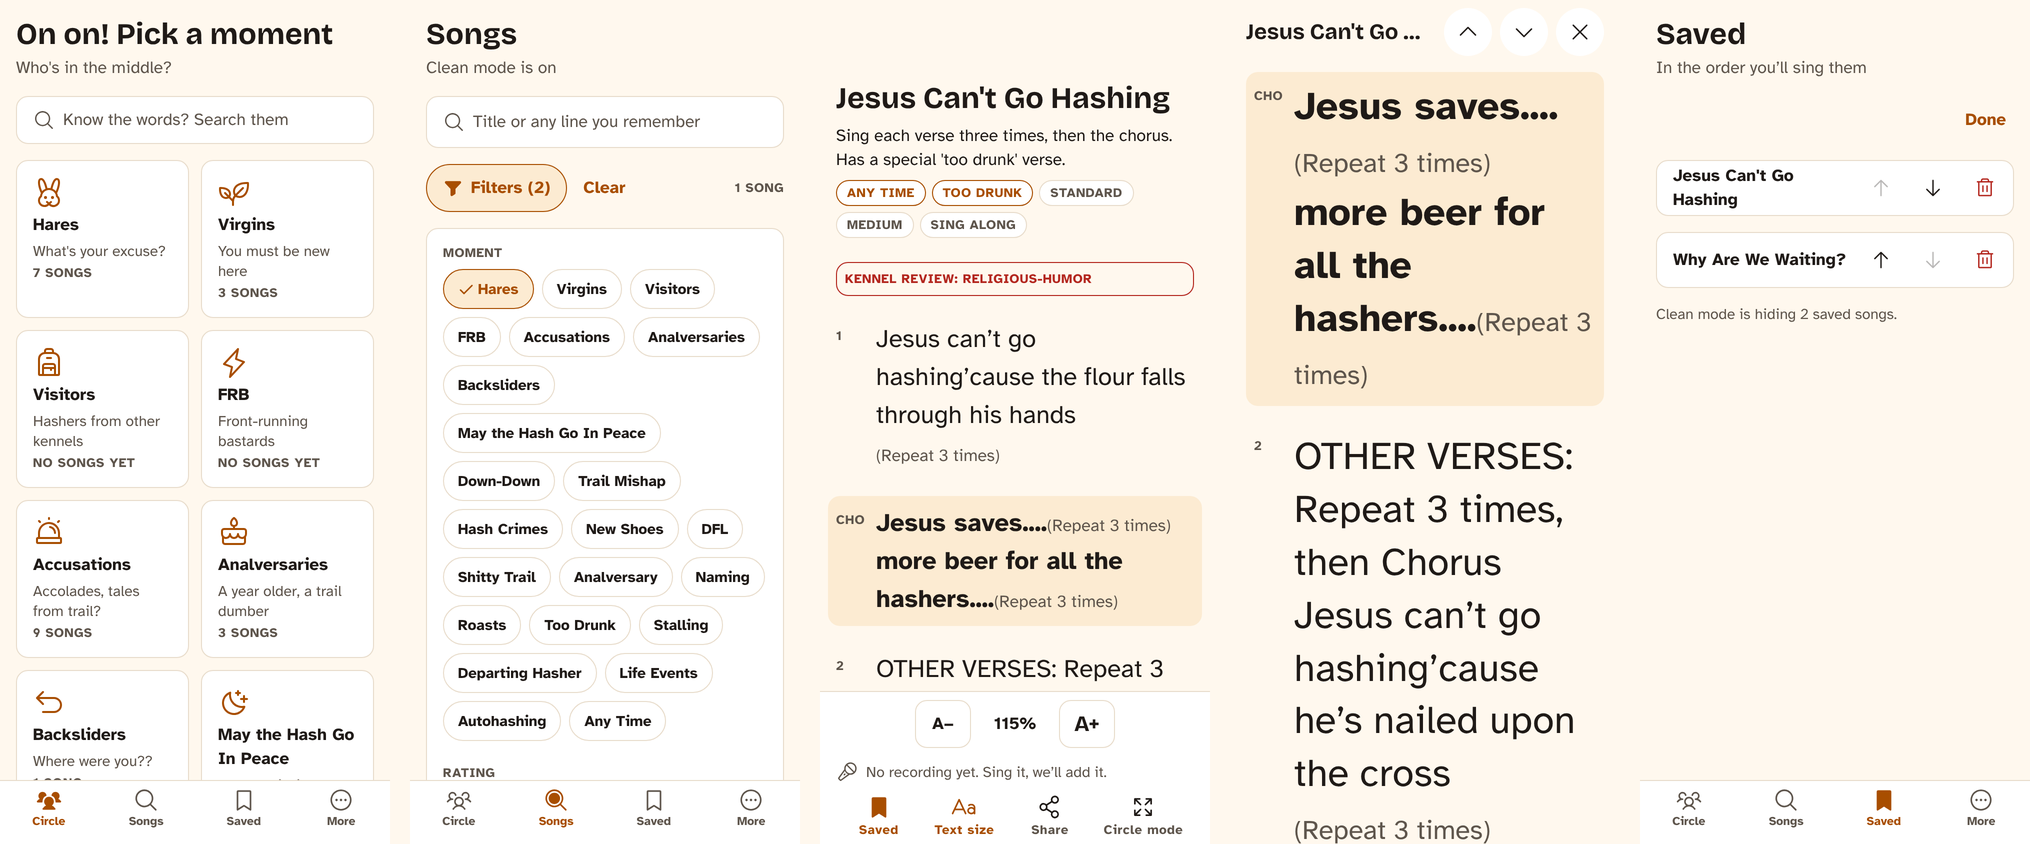 On on! Pick a moment
Who's in the middle?
Know the words? Search them
Hares
What's your excuse?
7 SONGS
Virgins
You must be new
here
3 SONGS
Visitors
Hashers from other
kennels
NO SONGS YET
FRB
Front-running
bastards
NO SONGS YET
Accusations
Accolades, tales
from trail?
9 SONGS
Analversaries
A year older, a trail
dumber
3 SONGS
Backsliders
Where were you??
May the Hash Go
In Peace
Circle
Songs
Saved
More
Songs
Clean mode is on
Title or any line you remember
Filters (2)
Clear
1 SONG
MOMENT
Hares
Virgins
Visitors
FRB
Accusations
Analversaries
Backsliders
May the Hash Go In Peace
Down-Down
Trail Mishap
Hash Crimes
New Shoes
DFL
Shitty Trail
Analversary
Naming
Roasts
Too Drunk
Stalling
Departing Hasher
Life Events
Autohashing
Any Time
RATING
Circle
Songs
Saved
More
Jesus Can't Go Hashing
Sing each verse three times, then the chorus.
Has a special 'too drunk' verse.
ANY TIME
TOO DRUNK
STANDARD
MEDIUM
SING ALONG
KENNEL REVIEW: RELIGIOUS-HUMOR
1
Jesus can’t go
hashing’cause the flour falls
through his hands
(Repeat 3 times)
CHO
Jesus saves....(Repeat 3 times)
more beer for all the
hashers....(Repeat 3 times)
2
OTHER VERSES: Repeat 3
A−
115%
A+
No recording yet. Sing it, we’ll add it.
Saved
Aa
Text size
Share
Circle mode
Jesus Can't Go ...
CHO
Jesus saves....
(Repeat 3 times)
more beer for
all the
hashers....(Repeat 3
times)
2
OTHER VERSES:
Repeat 3 times,
then Chorus
Jesus can’t go
hashing’cause
he’s nailed upon
the cross
(Repeat 3 times)
Saved
In the order you’ll sing them
Done
Jesus Can't Go
Hashing
Why Are We Waiting?
Clean mode is hiding 2 saved songs.
Circle
Songs
Saved
More